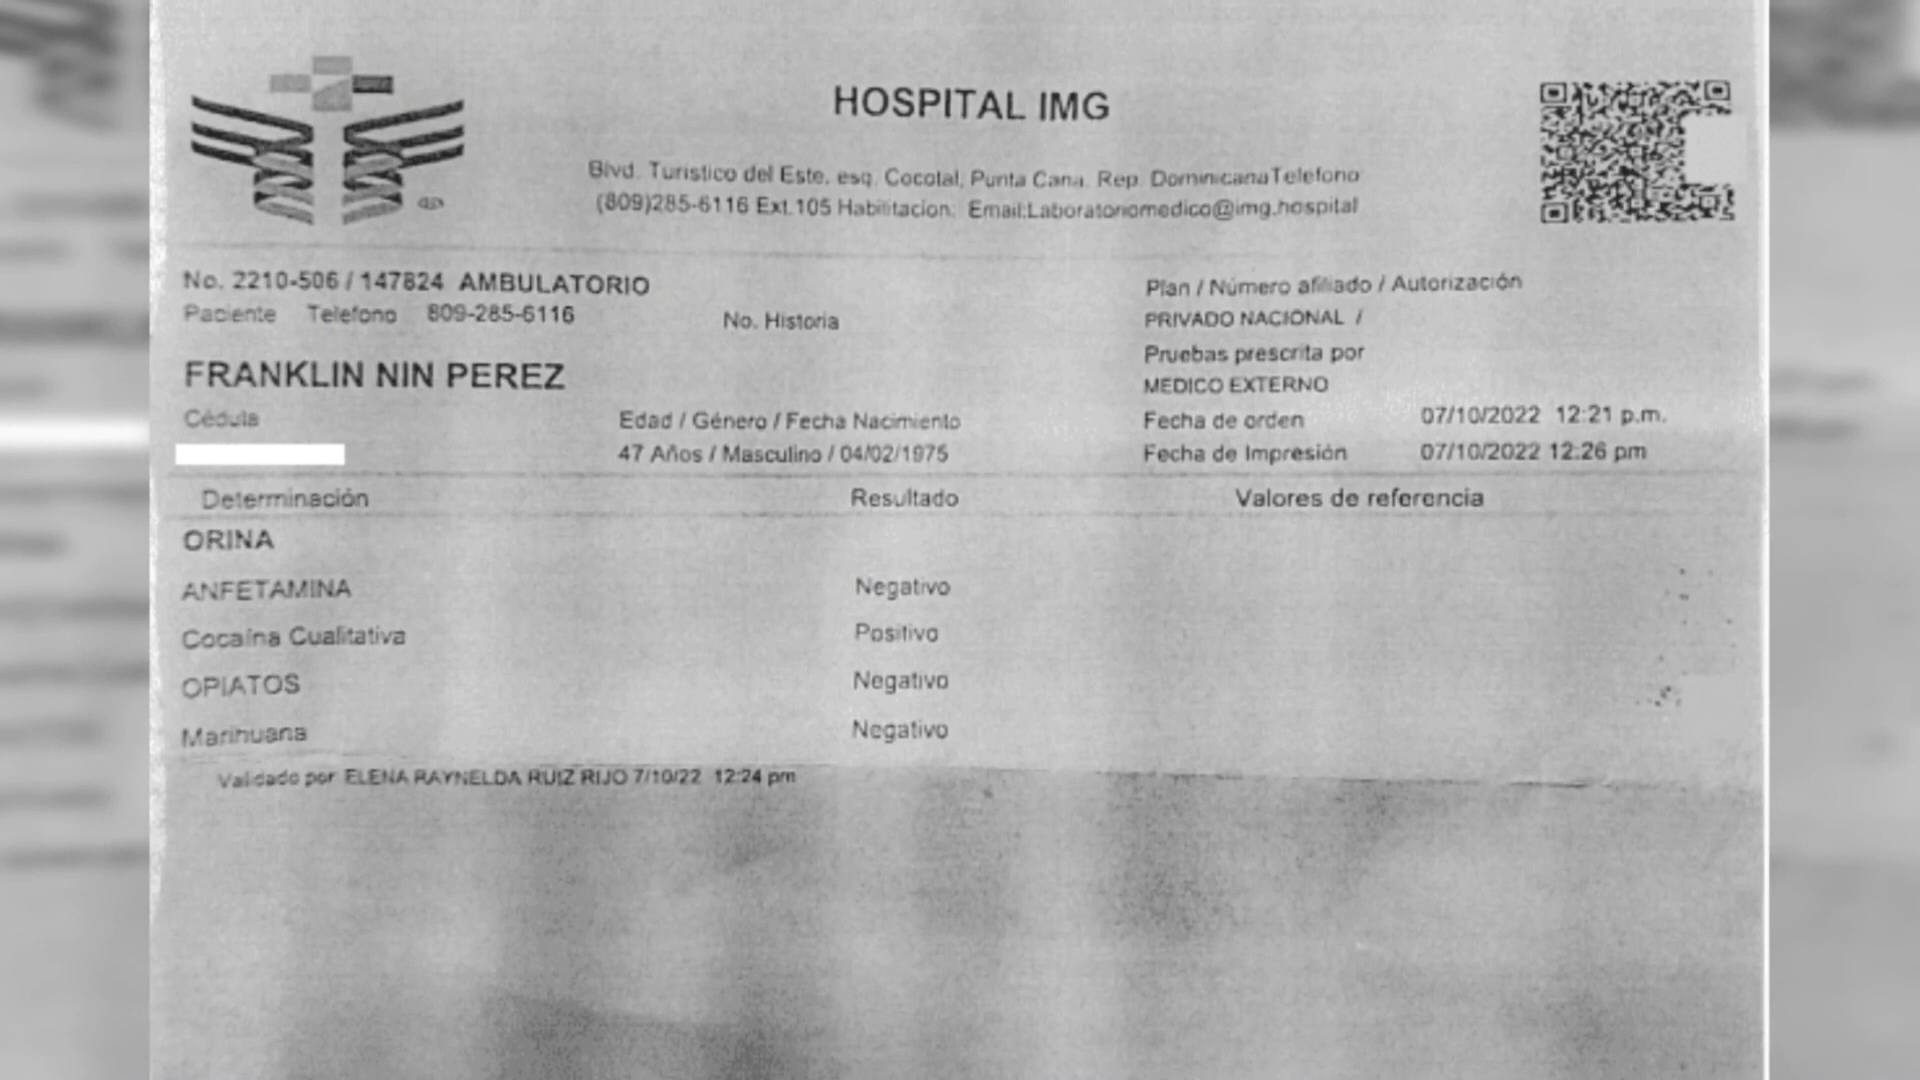 HOSPITAL IMG
Blvd. Turistico del Este, esq. Cocotal, Punta Cana. Rep. Dominicana Telefono
(809)285-6116 Ext.105 Habilitacion: Email:Laboratoriomedico@img.hospital
No. 2210-506 / 147824 AMBULATORIO
Paciente Telefono 809-285-6116
No. Historia
FRANKLIN NIN PEREZ
Cédula
Edad / Género / Fecha Nacimiento
47 Años / Masculino / 04/02/1975
Plan / Número afiliado / Autorización
PRIVADO NACIONAL /
Pruebas prescrita por
MEDICO EXTERNO
Fecha de orden 07/10/2022 12:21 p.m.
Fecha de Impresión 07/10/2022 12:26 pm
Determinación Resultado Valores de referencia
ORINA
ANFETAMINA Negativo
Cocaína Cualitativa Positivo
OPIATOS Negativo
Marihuana Negativo
Validado por ELENA RAYNELDA RUIZ RIJO 7/10/22 12:24 pm